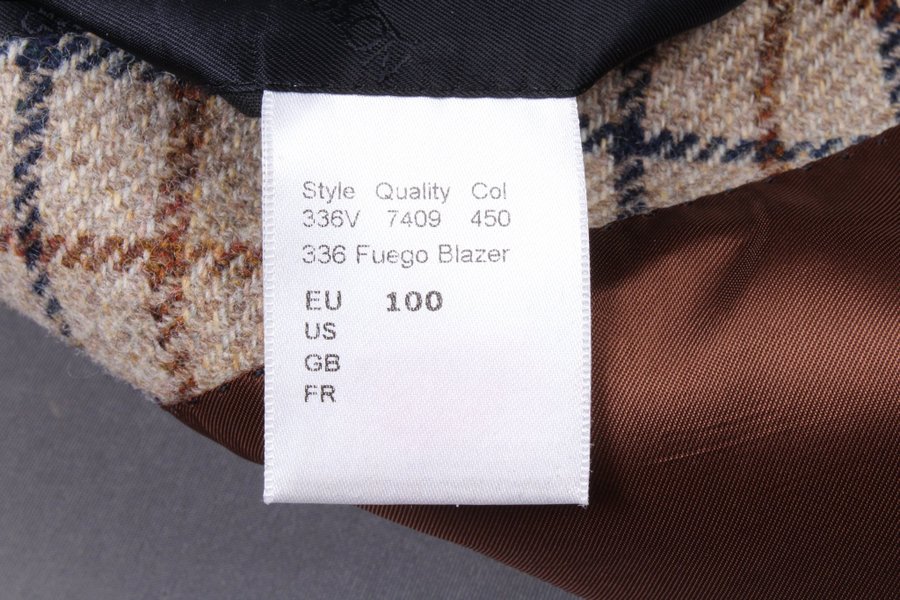 Style Quality Col
336V 7409 450
336 Fuego Blazer
EU 100
US
GB
FR